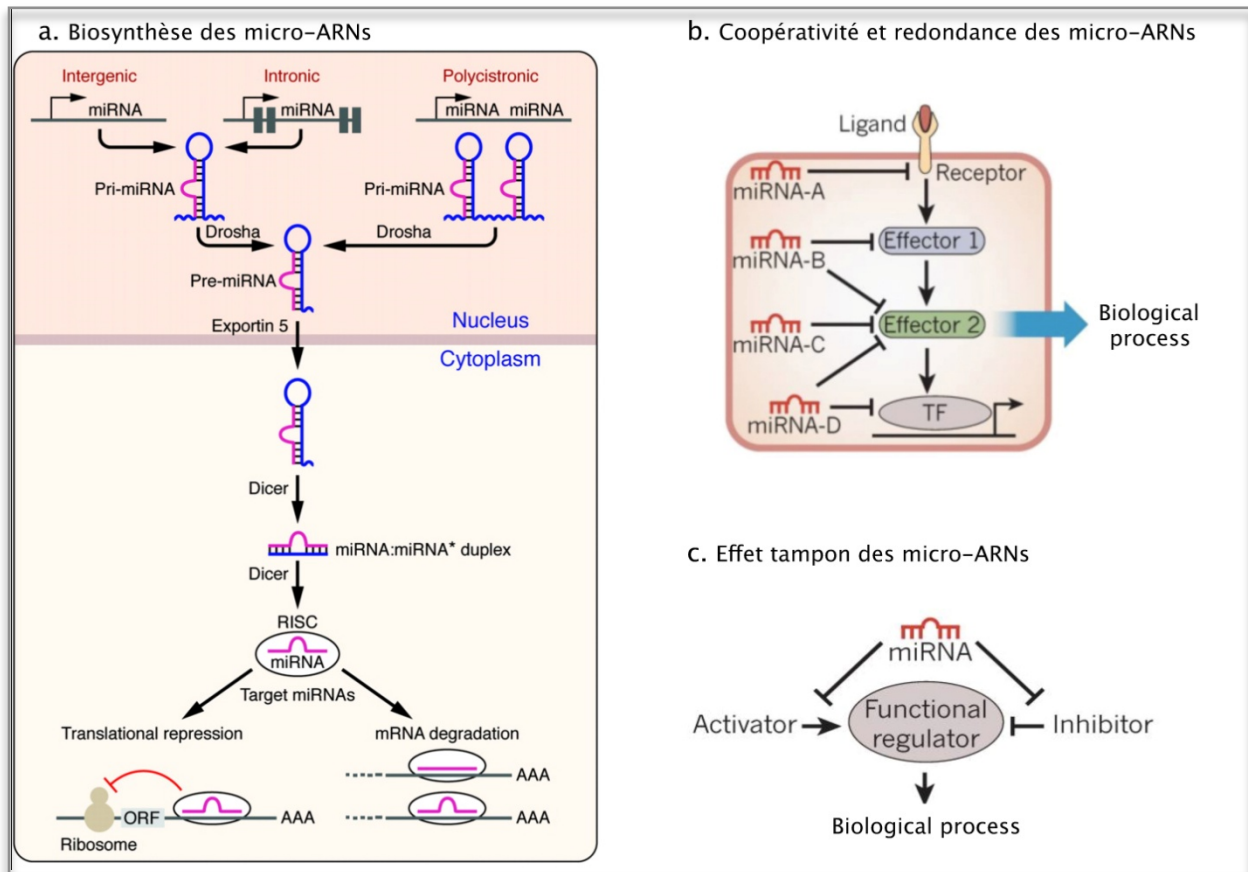 a. Biosynthèse des micro-ARNs
Intergenic
Intronic
Polycistronic
miRNA
miRNA
miRNA miRNA
Pri-miRNA
Pri-miRNA
Drosha
Drosha
Pre-miRNA
Exportin 5
Nucleus
Cytoplasm
Dicer
miRNA:miRNA* duplex
Dicer
RISC
miRNA
Target miRNAs
Translational repression
mRNA degradation
AAA
ORF
AAA
AAA
Ribosome
b. Coopérativité et redondance des micro-ARNs
Ligand
Receptor
miRNA-A
Effector 1
miRNA-B
Effector 2
Biological
process
miRNA-C
TF
miRNA-D
c. Effet tampon des micro-ARNs
miRNA
Activator
Functional
regulator
Inhibitor
Biological process